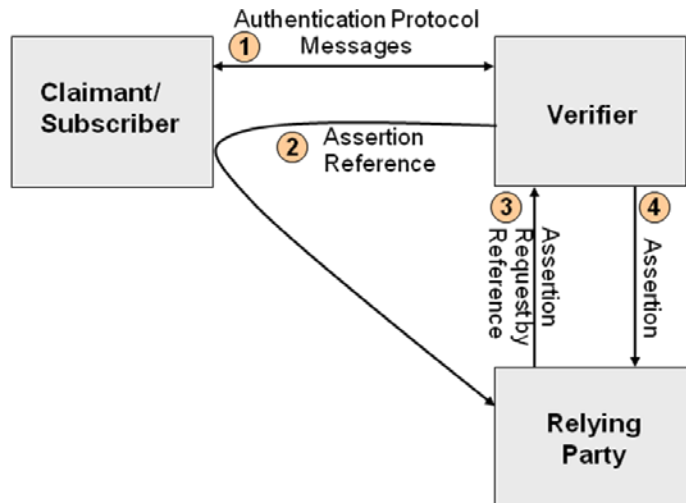 Authentication Protocol
Messages
1
Claimant/
Subscriber
Verifier
2
Assertion
Reference
3
Assertion
Request by
Reference
4
Assertion
Relying
Party